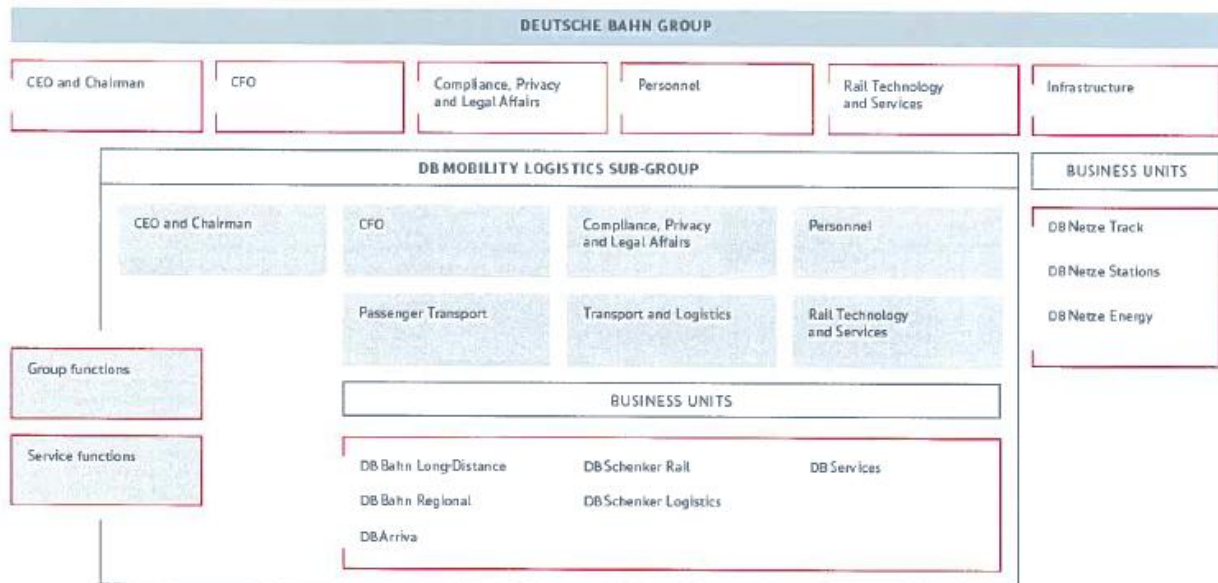 DEUTSCHE BAHN GROUP
CEO and Chairman
CFO
Compliance, Privacy
and Legal Affairs
Personnel
Rail Technology
and Services
Infrastructure
DB MOBILITY LOGISTICS SUB-GROUP
BUSINESS UNITS
CEO and Chairman
CFO
Compliance, Privacy
and Legal Affairs
Personnel
DB Netze Track
DB Netze Stations
DB Netze Energy
Passenger Transport
Transport and Logistics
Rail Technology
and Services
Group functions
Service functions
BUSINESS UNITS
DB Bahn Long-Distance
DB Bahn Regional
DB Arriva
DB Schenker Rail
DB Schenker Logistics
DB Services